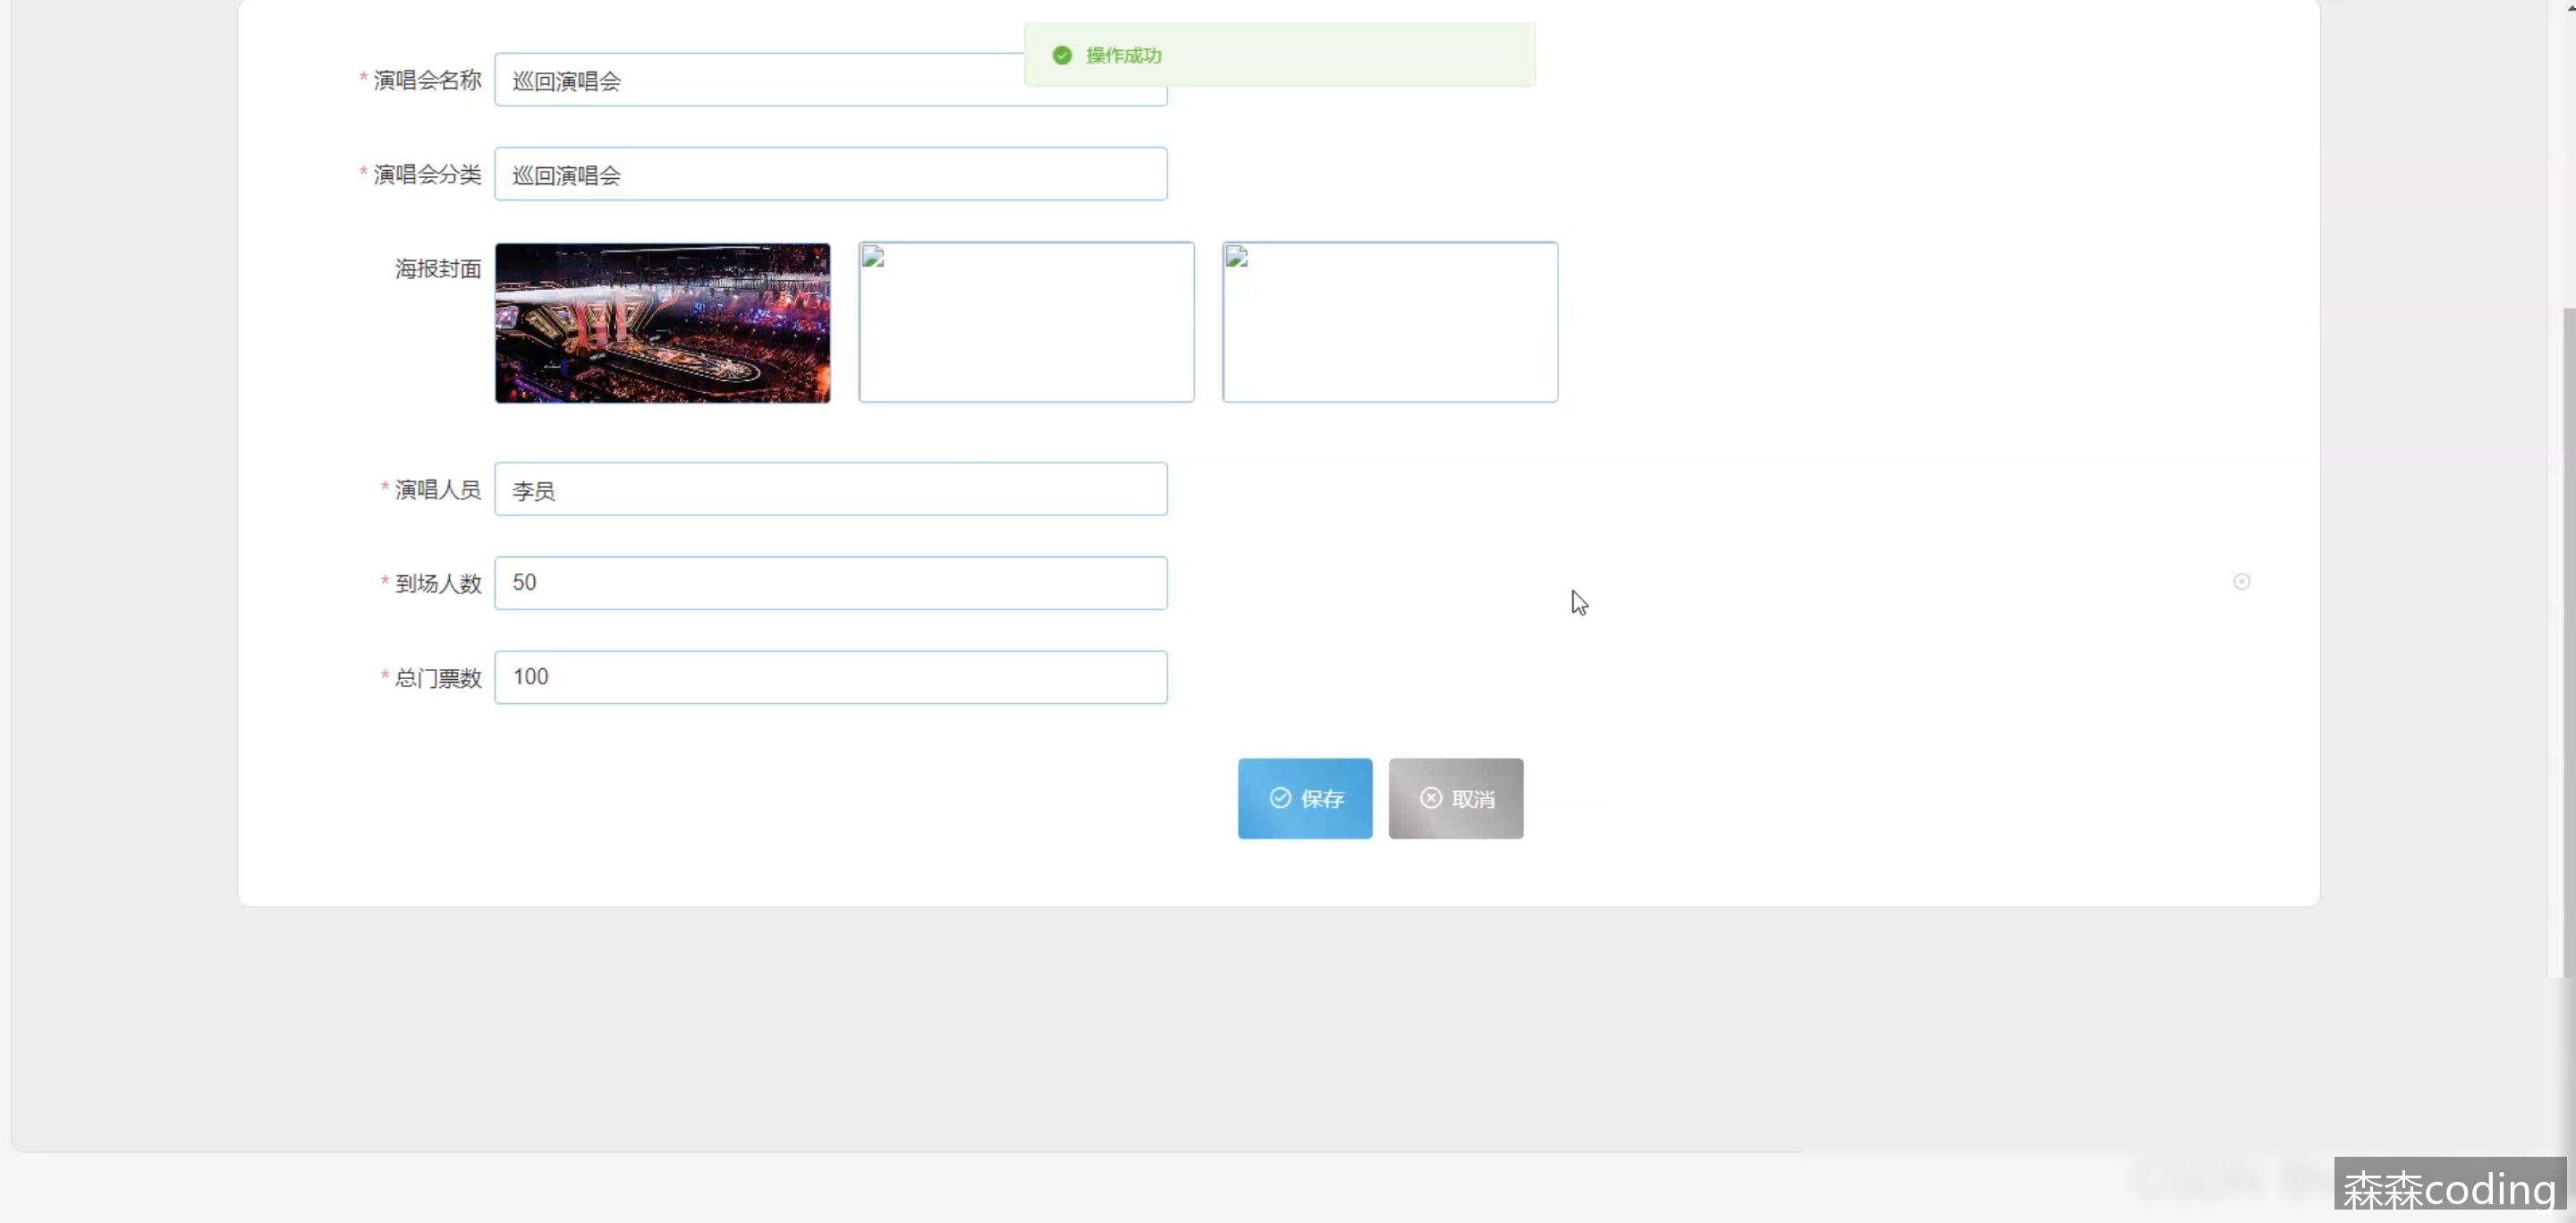 操作成功
* 演唱会名称 巡回演唱会
* 演唱会分类 巡回演唱会
海报封面
* 演唱人员 李员
* 到场人数 50
* 总门票数 100
保存 取消
森森coding